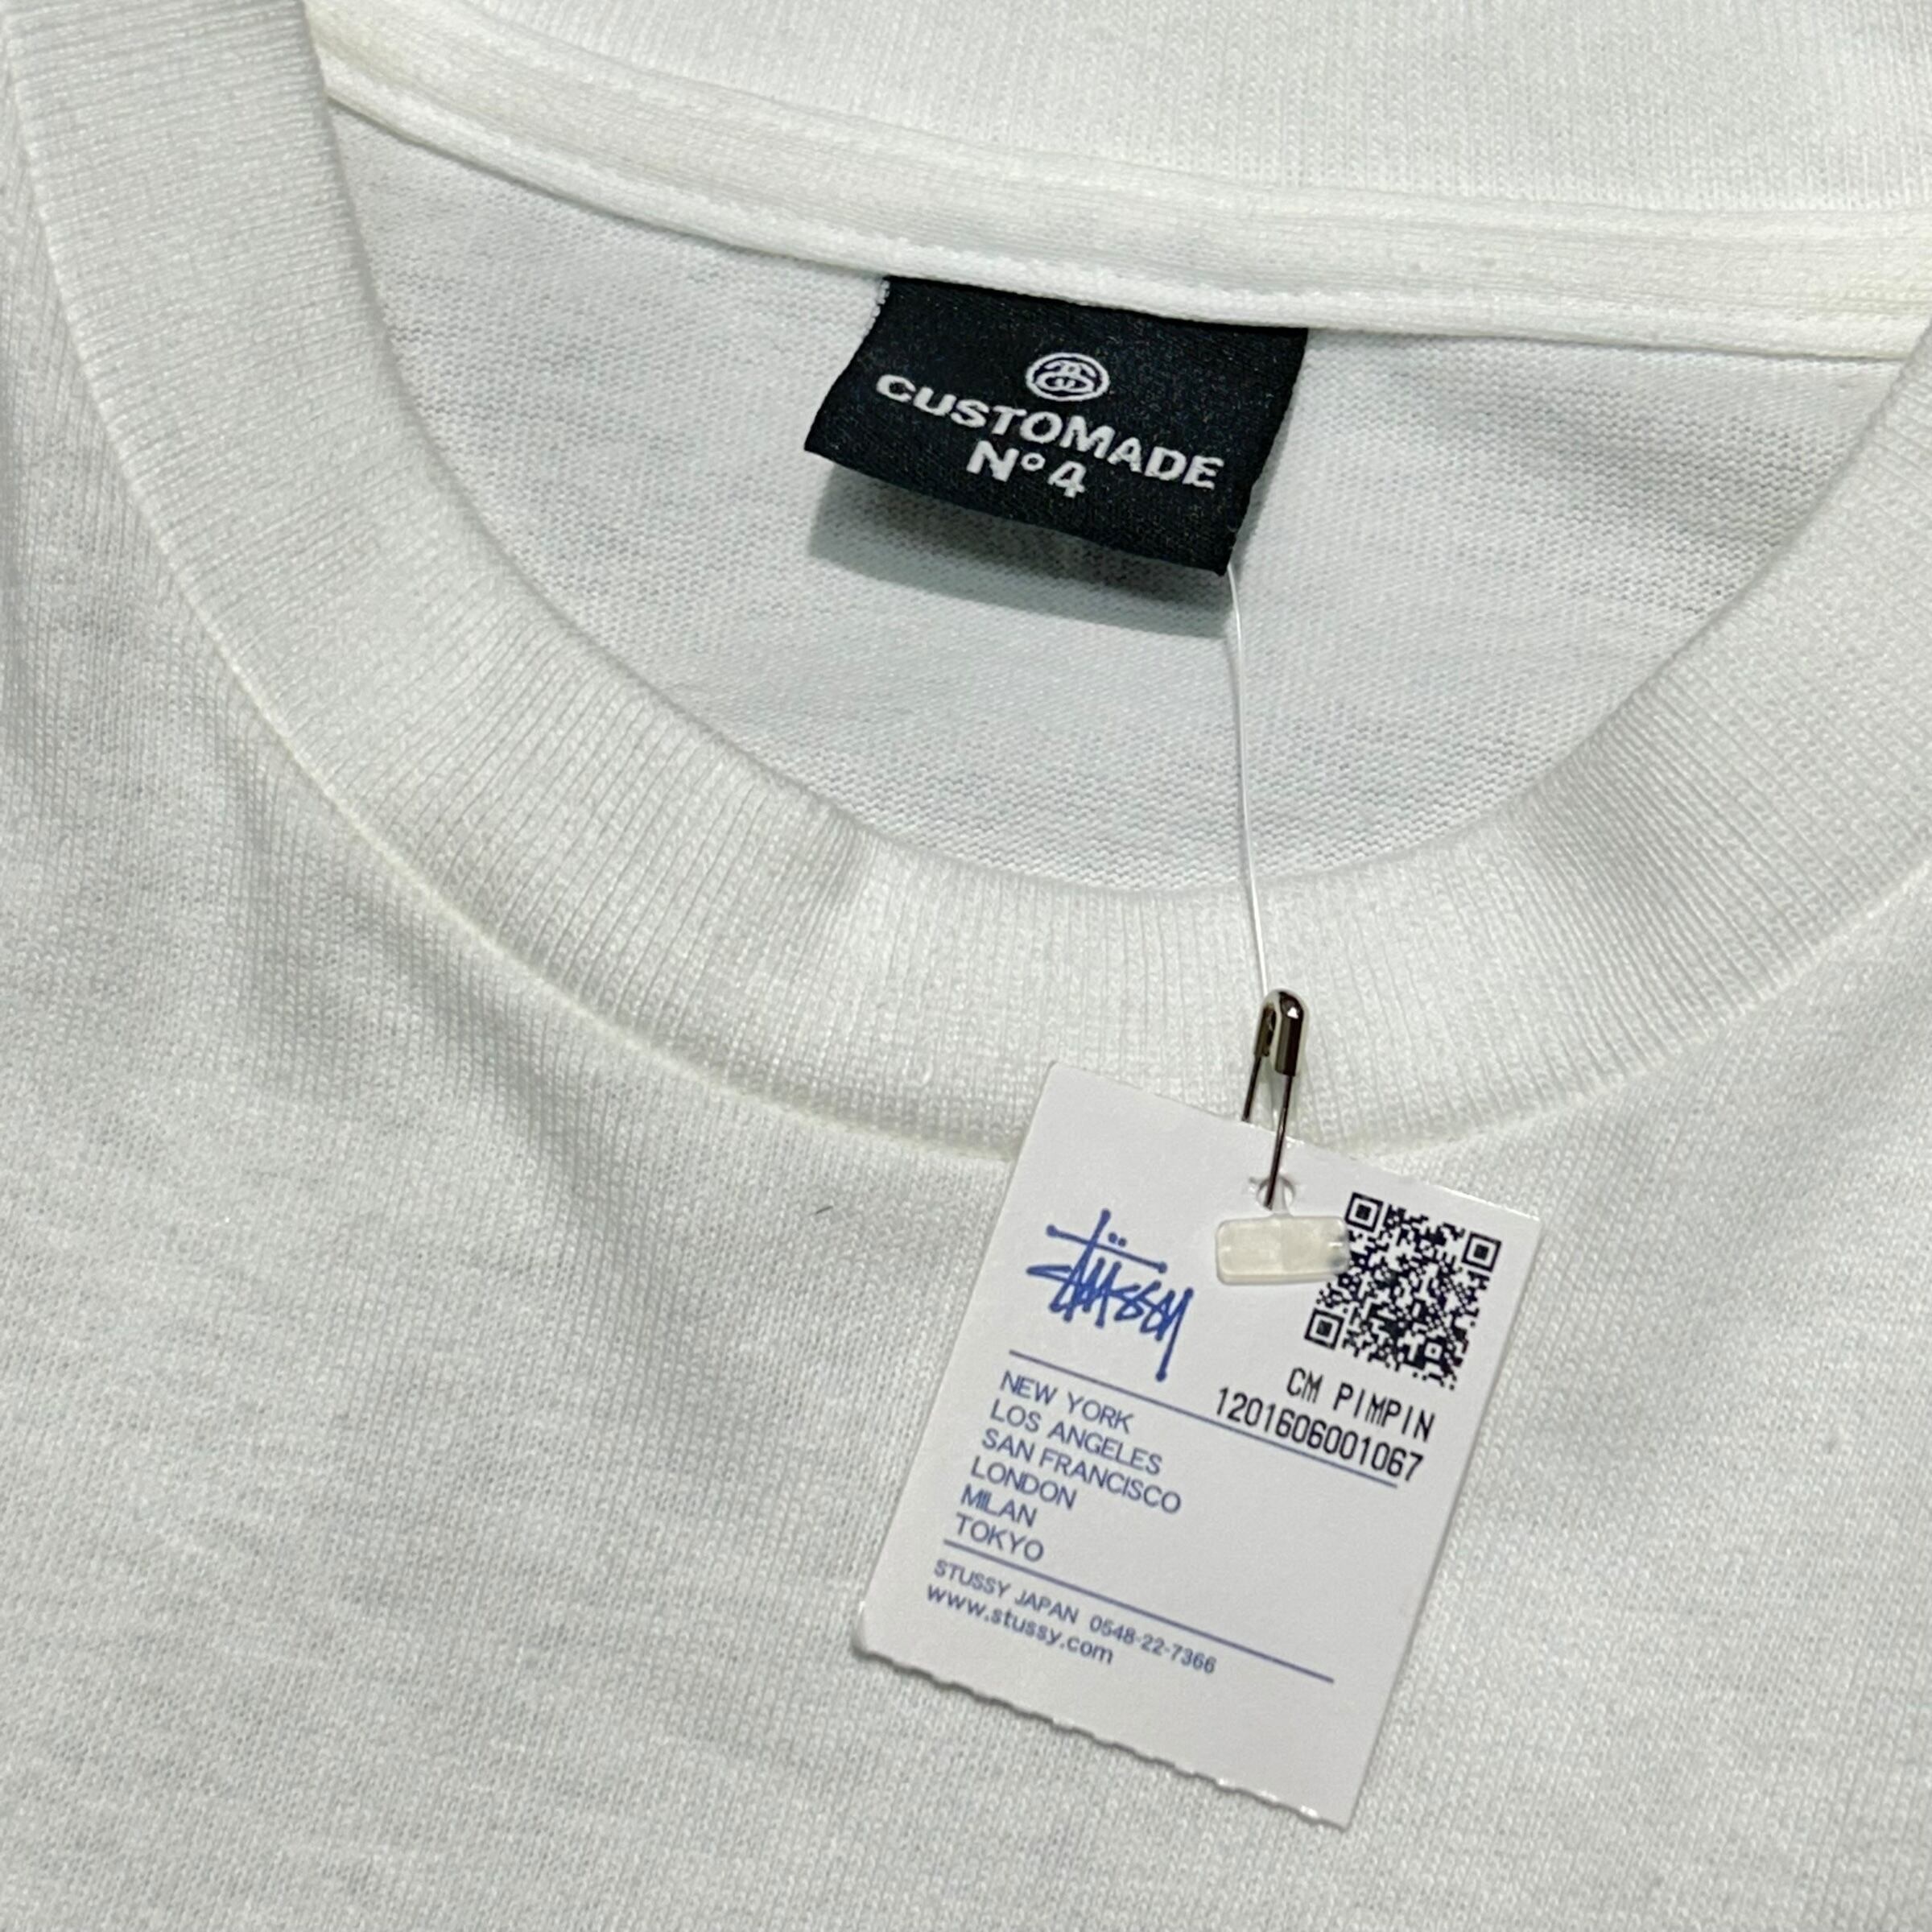 CUSTOMADE
Nº4
Stüssy
CM PIMPIN
1201606001067
NEW YORK
LOS ANGELES
SAN FRANCISCO
LONDON
MILAN
TOKYO
STUSSY JAPAN 0548-22-7366
www.stussy.com